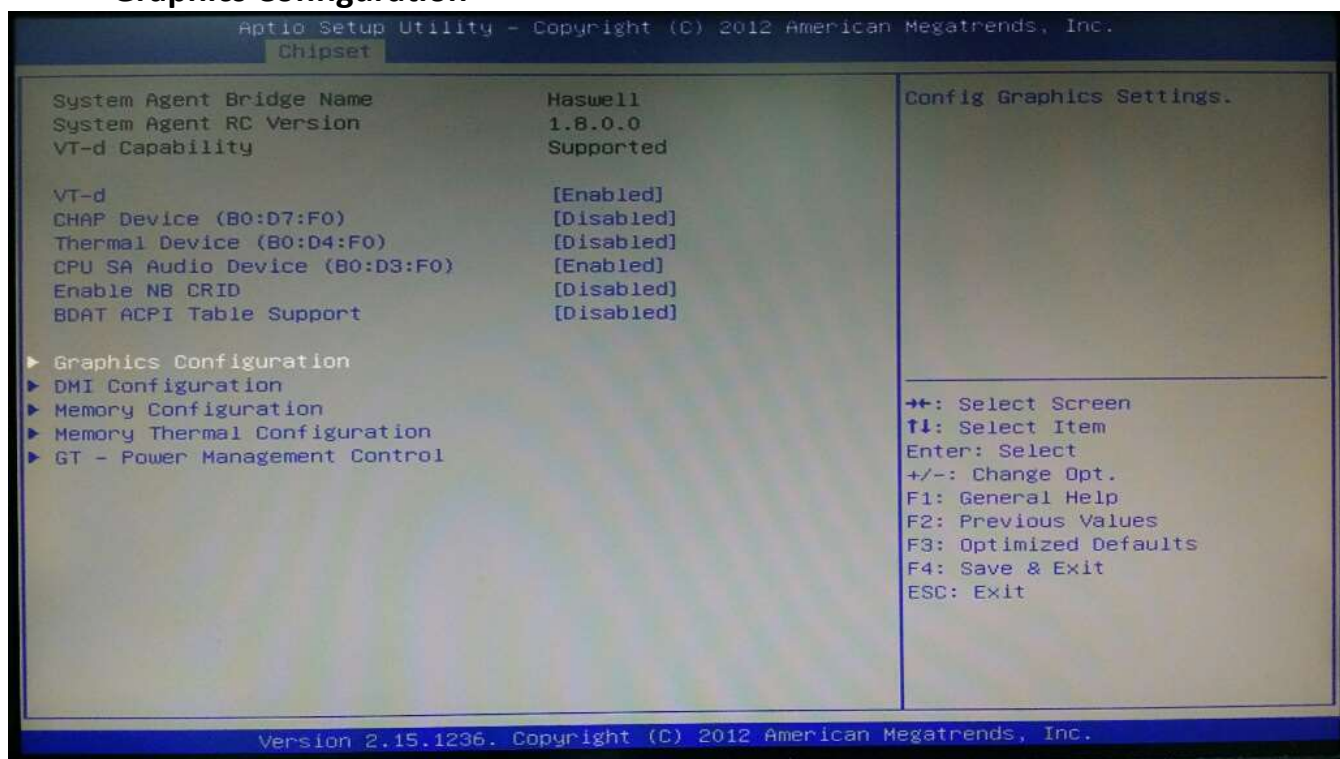 Graphics Configuration
Aptio Setup Utility - Copyright (C) 2012 American Megatrends, Inc.
Chipset
System Agent Bridge Name Haswell
System Agent RC Version 1.8.0.0
VT-d Capability Supported
VT-d [Enabled]
CHAP Device (B0:D7:F0) [Disabled]
Thermal Device (B0:D4:F0) [Disabled]
CPU SA Audio Device (B0:D3:F0) [Enabled]
Enable NB CRID [Disabled]
BDAT ACPI Table Support [Disabled]
▶ Graphics Configuration
▶ DMI Configuration
▶ Memory Configuration
▶ Memory Thermal Configuration
▶ GT - Power Management Control
Config Graphics Settings.
→←: Select Screen
↑↓: Select Item
Enter: Select
+/-: Change Opt.
F1: General Help
F2: Previous Values
F3: Optimized Defaults
F4: Save & Exit
ESC: Exit
Version 2.15.1236. Copyright (C) 2012 American Megatrends, Inc.